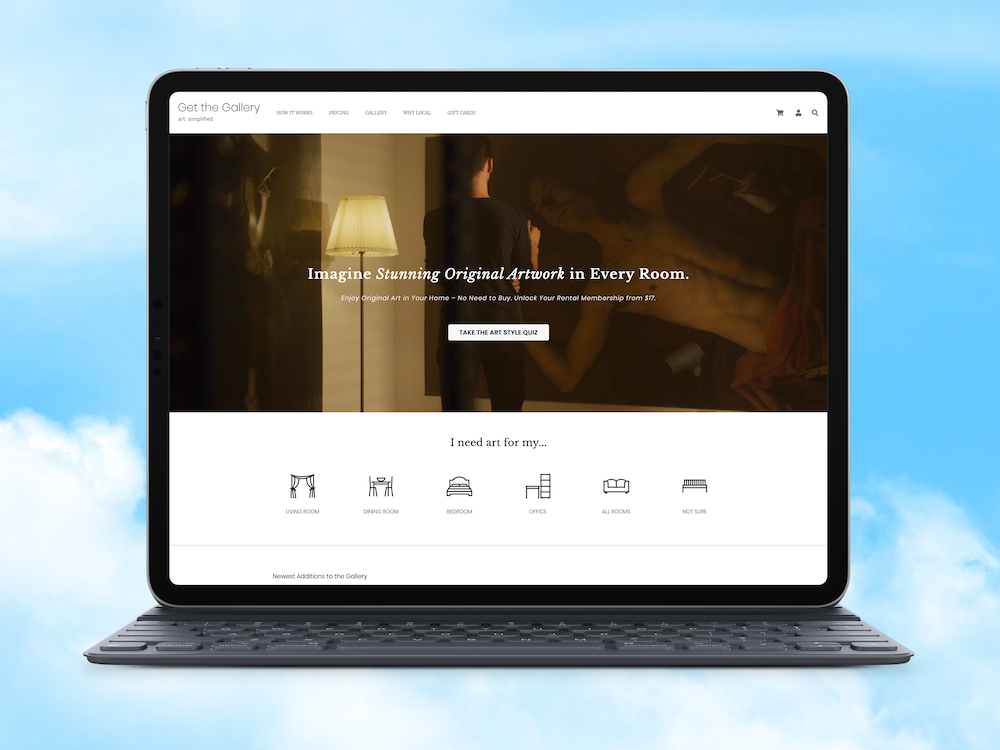 Get the Gallery
art. simplified.
HOW IT WORKS PRICING GALLERY WHY LOCAL GIFT CARDS
Imagine Stunning Original Artwork in Every Room.
Enjoy Original Art in Your Home – No Need to Buy. Unlock Your Rental Membership from $17.
TAKE THE ART STYLE QUIZ
I need art for my...
LIVING ROOM DINING ROOM BEDROOM OFFICE ALL ROOMS NOT SURE
Newest Additions to the Gallery